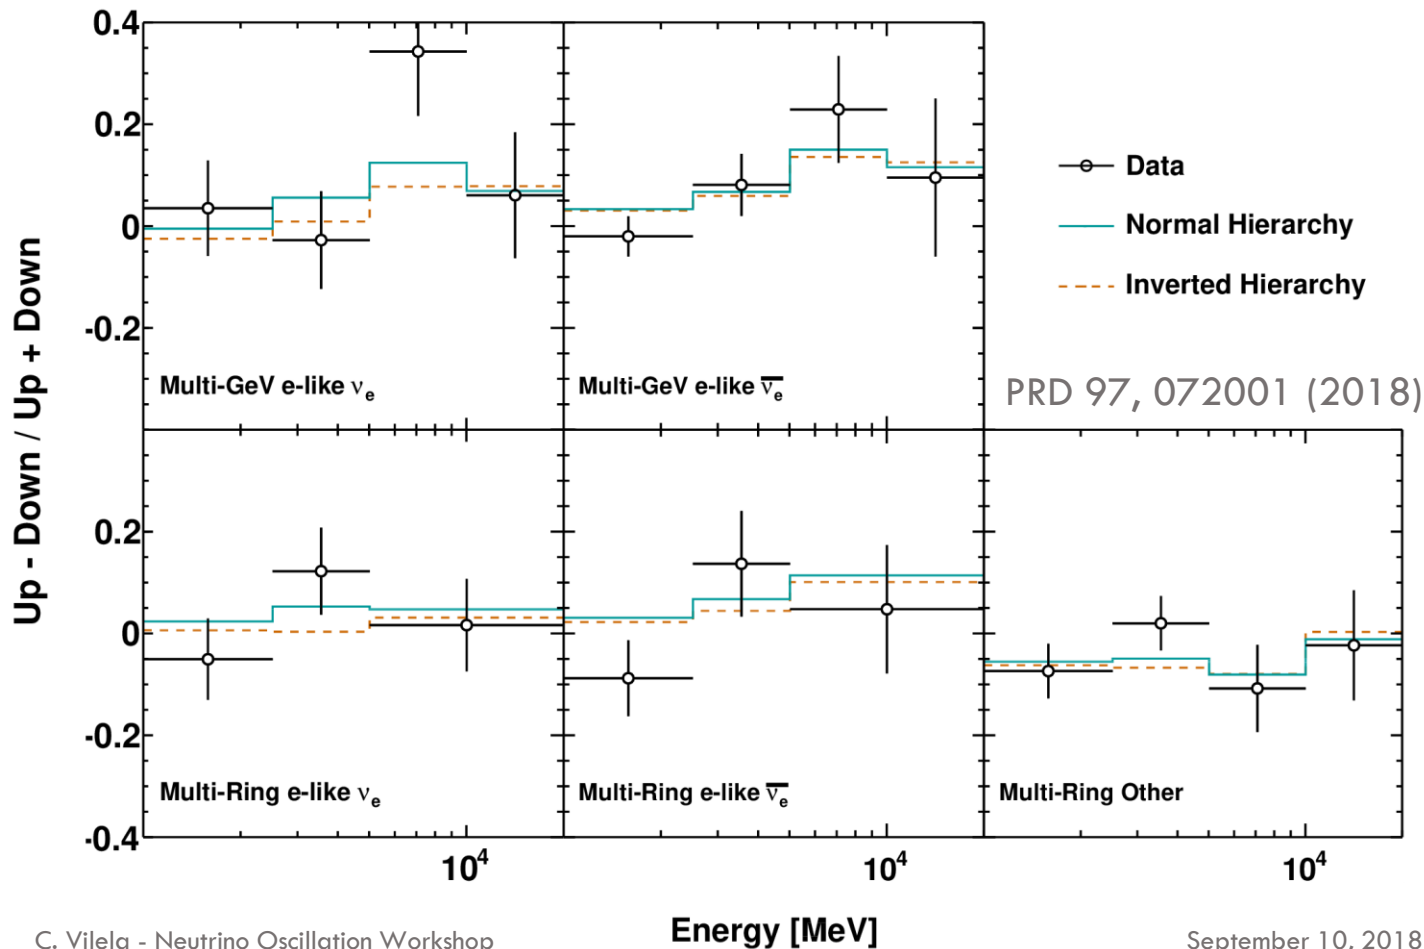 0.4
0.2
0
-0.2
Up - Down / Up + Down
Multi-GeV e-like νₑ
Multi-GeV e-like ν̅ₑ
Data
Normal Hierarchy
Inverted Hierarchy
PRD 97, 072001 (2018)
0.2
0
-0.2
-0.4
Multi-Ring e-like νₑ
Multi-Ring e-like ν̅ₑ
Multi-Ring Other
10⁴
10⁴
10⁴
Energy [MeV]
C. Vilela - Neutrino Oscillation Workshop
September 10, 2018